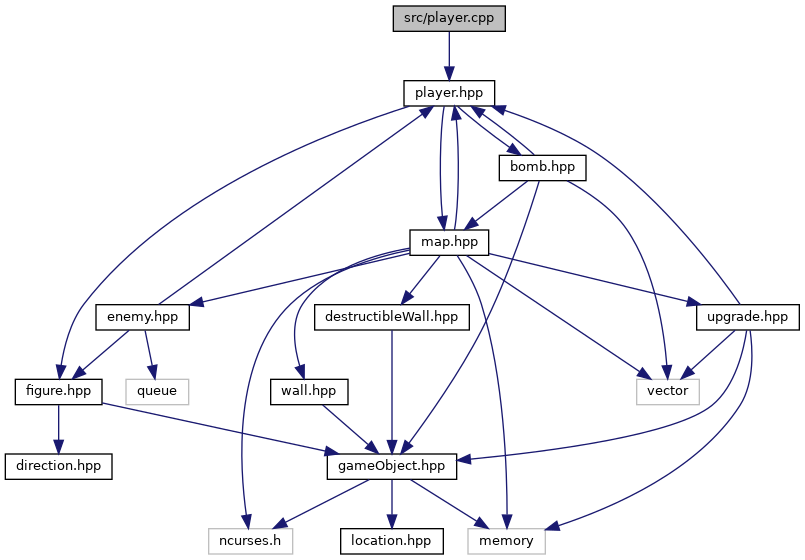 src/player.cpp
player.hpp
bomb.hpp
map.hpp
enemy.hpp
destructibleWall.hpp
upgrade.hpp
figure.hpp
queue
wall.hpp
vector
direction.hpp
gameObject.hpp
ncurses.h
location.hpp
memory